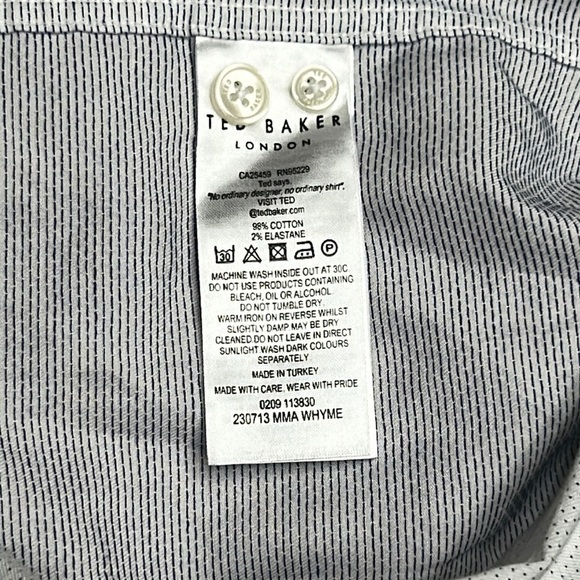 TED BAKER
LONDON
CA25459 RN95229
Ted says.
"No ordinary designer, no ordinary shirt".
VISIT TED
@tedbaker.com
98% COTTON
2% ELASTANE
30 P
MACHINE WASH INSIDE OUT AT 30C
DO NOT USE PRODUCTS CONTAINING
BLEACH, OIL OR ALCOHOL.
DO NOT TUMBLE DRY.
WARM IRON ON REVERSE WHILST
SLIGHTLY DAMP MAY BE DRY
CLEANED.DO NOT LEAVE IN DIRECT
SUNLIGHT WASH DARK COLOURS
SEPARATELY
MADE IN TURKEY
MADE WITH CARE, WEAR WITH PRIDE
0209 113830
230713 MMA WHYME